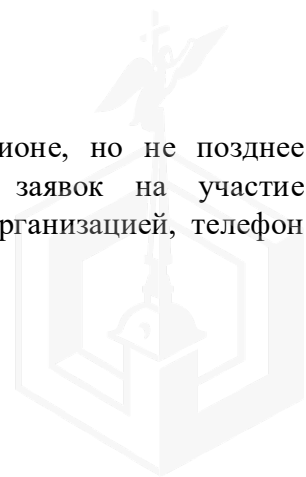 ионе, но не позднее
заявок на участие
рганизацией, телефон